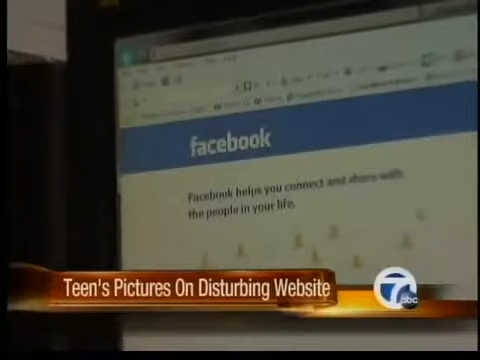 facebook
Facebook helps you connect and share with
the people in your life.
Teen's Pictures On Disturbing Website
7
abc